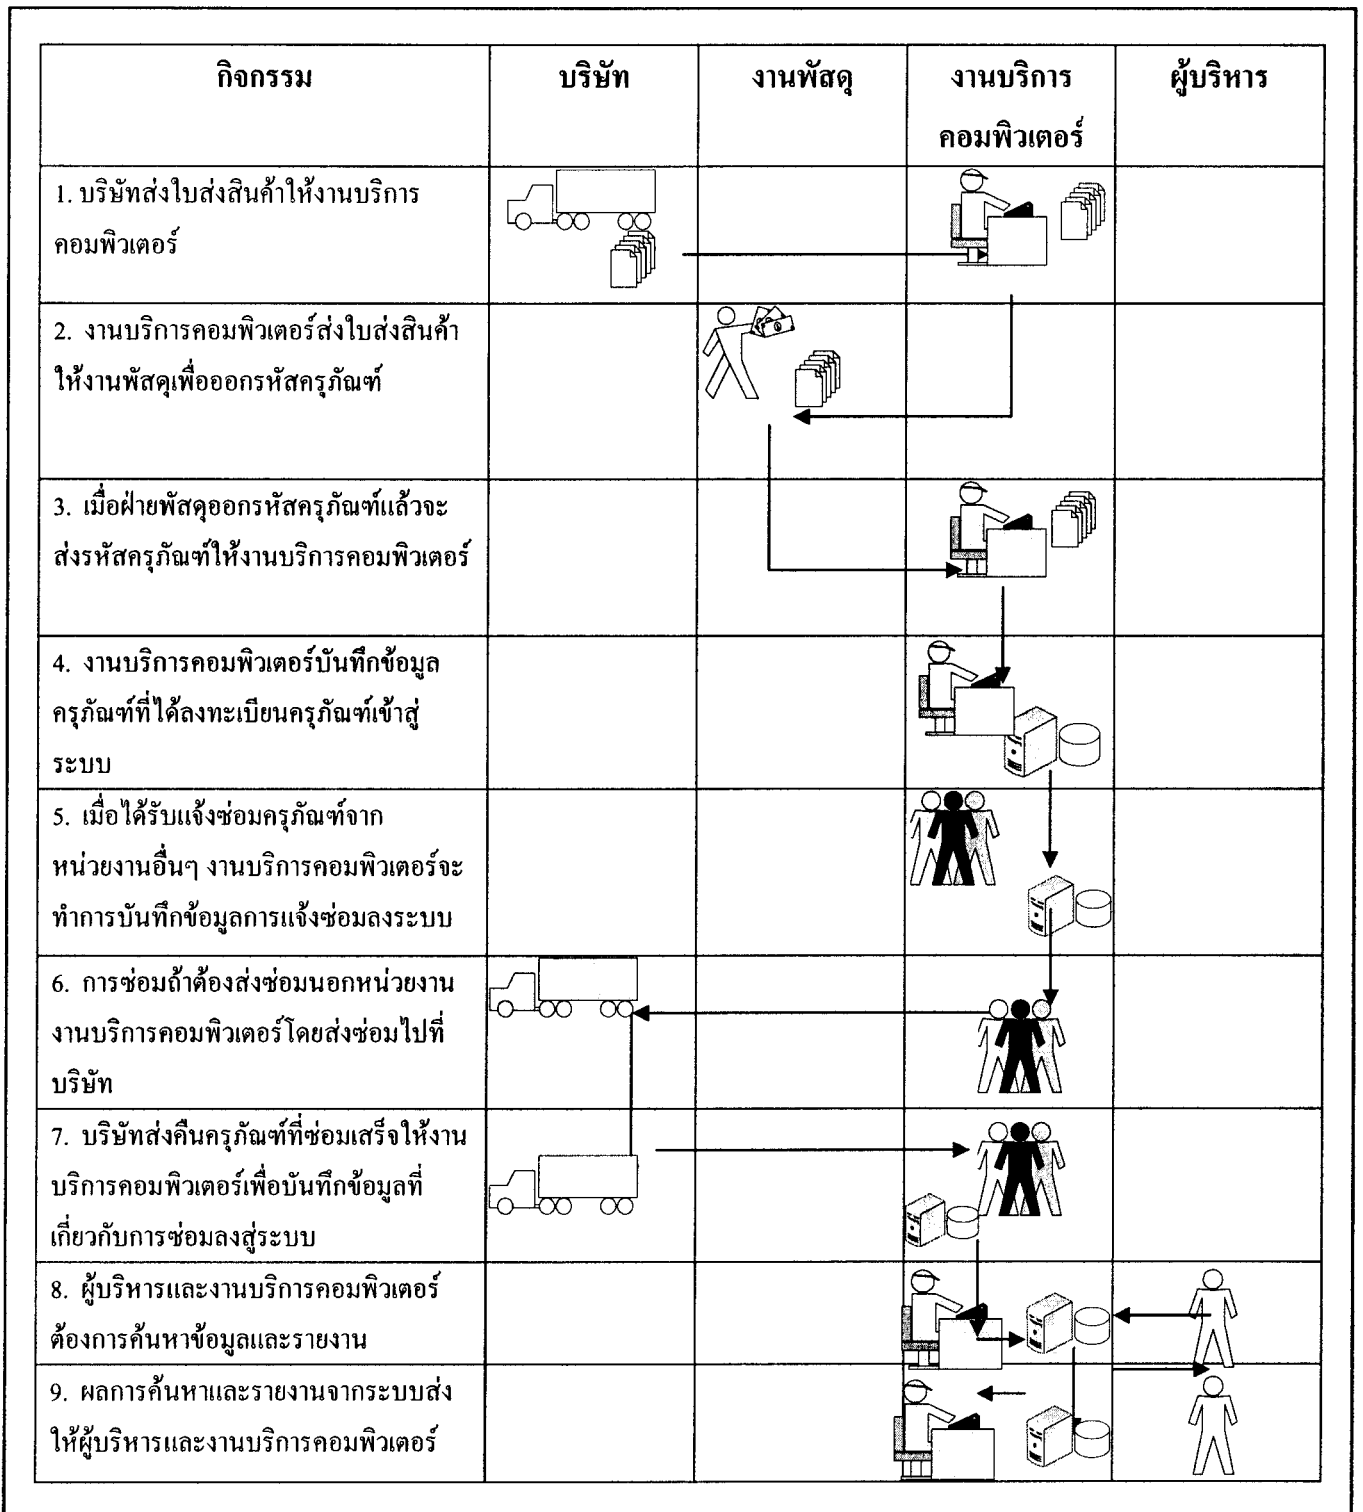 กิจกรรม
บริษัท
งานพัสดุ
งานบริการ
คอมพิวเตอร์
ผู้บริหาร
1. บริษัทส่งใบส่งสินค้าให้งานบริการ
คอมพิวเตอร์
2. งานบริการคอมพิวเตอร์ส่งใบส่งสินค้า
ให้งานพัสดุเพื่อออกรหัสครุภัณฑ์
3. เมื่อฝ่ายพัสดุออกรหัสครุภัณฑ์แล้วจะ
ส่งรหัสครุภัณฑ์ให้งานบริการคอมพิวเตอร์
4. งานบริการคอมพิวเตอร์บันทึกข้อมูล
ครุภัณฑ์ที่ได้ลงทะเบียนครุภัณฑ์เข้าสู่
ระบบ
5. เมื่อได้รับแจ้งซ่อมครุภัณฑ์จาก
หน่วยงานอื่นๆ งานบริการคอมพิวเตอร์จะ
ทำการบันทึกข้อมูลการแจ้งซ่อมลงระบบ
6. การซ่อมถ้าต้องส่งซ่อมนอกหน่วยงาน
งานบริการคอมพิวเตอร์โดยส่งซ่อมไปที่
บริษัท
7. บริษัทส่งคืนครุภัณฑ์ที่ซ่อมเสร็จให้งาน
บริการคอมพิวเตอร์เพื่อบันทึกข้อมูลที่
เกี่ยวกับการซ่อมลงสู่ระบบ
8. ผู้บริหารและงานบริการคอมพิวเตอร์
ต้องการค้นหาข้อมูลและรายงาน
9. ผลการค้นหาและรายงานจากระบบส่ง
ให้ผู้บริหารและงานบริการคอมพิวเตอร์